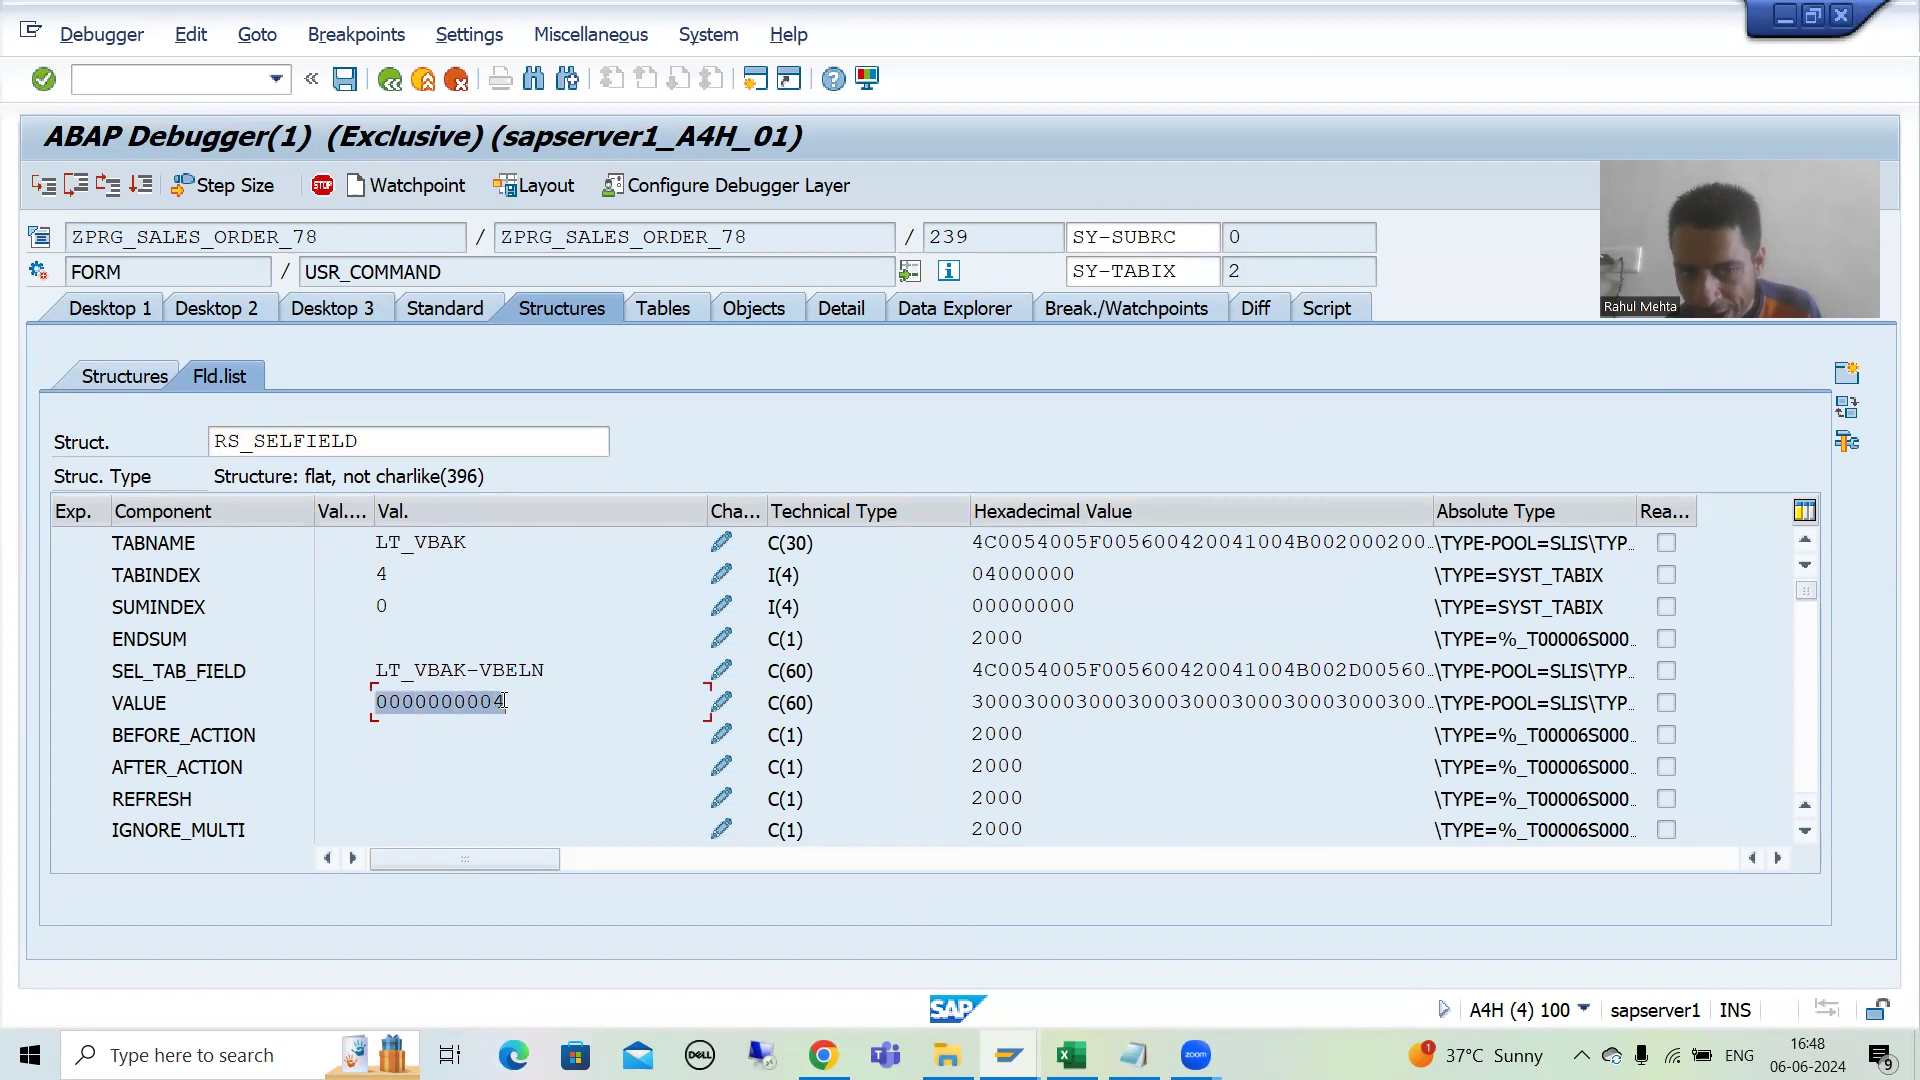 Debugger Edit Goto Breakpoints Settings Miscellaneous System Help
ABAP Debugger(1) (Exclusive) (sapserver1_A4H_01)
Step Size STOP Watchpoint Layout Configure Debugger Layer
ZPRG_SALES_ORDER_78 / ZPRG_SALES_ORDER_78 / 239 SY-SUBRC 0
FORM / USR_COMMAND SY-TABIX 2
Rahul Mehta
Desktop 1 Desktop 2 Desktop 3 Standard Structures Tables Objects Detail Data Explorer Break./Watchpoints Diff Script
Structures Fld.list
Struct. RS_SELFIELD
Struc. Type Structure: flat, not charlike(396)
Exp. Component Val.... Val. Cha... Technical Type Hexadecimal Value Absolute Type Rea...
TABNAME LT_VBAK C(30) 4C0054005F005600420041004B002000200... \TYPE-POOL=SLIS\TYP...
TABINDEX 4 I(4) 04000000 \TYPE=SYST_TABIX
SUMINDEX 0 I(4) 00000000 \TYPE=SYST_TABIX
ENDSUM C(1) 2000 \TYPE=%_T00006S000...
SEL_TAB_FIELD LT_VBAK-VBELN C(60) 4C0054005F005600420041004B002D00560... \TYPE-POOL=SLIS\TYP...
VALUE 0000000004 C(60) 30003000300030003000300030003000300... \TYPE-POOL=SLIS\TYP...
BEFORE_ACTION C(1) 2000 \TYPE=%_T00006S000...
AFTER_ACTION C(1) 2000 \TYPE=%_T00006S000...
REFRESH C(1) 2000 \TYPE=%_T00006S000...
IGNORE_MULTI C(1) 2000 \TYPE=%_T00006S000...
SAP A4H (4) 100 sapserver1 INS
Type here to search DELL zoom 1 37°C Sunny ENG 16:48
06-06-2024 9